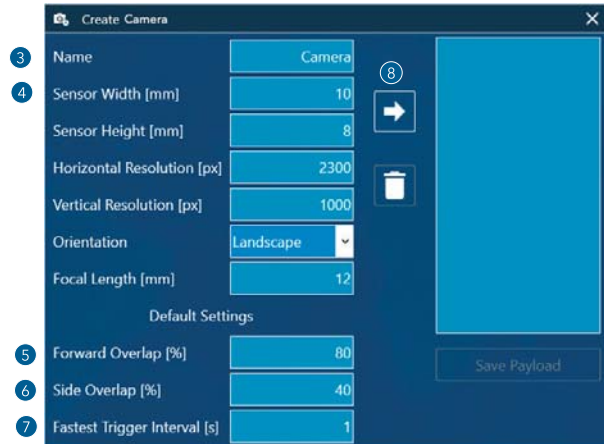 Create Camera
3 Name Camera
8
4 Sensor Width [mm] 10
Sensor Height [mm] 8
Horizontal Resolution [px] 2300
Vertical Resolution [px] 1000
Orientation Landscape
Focal Length [mm] 12
Default Settings
5 Forward Overlap [%] 80
Save Payload
6 Side Overlap [%] 40
7 Fastest Trigger Interval [s] 1